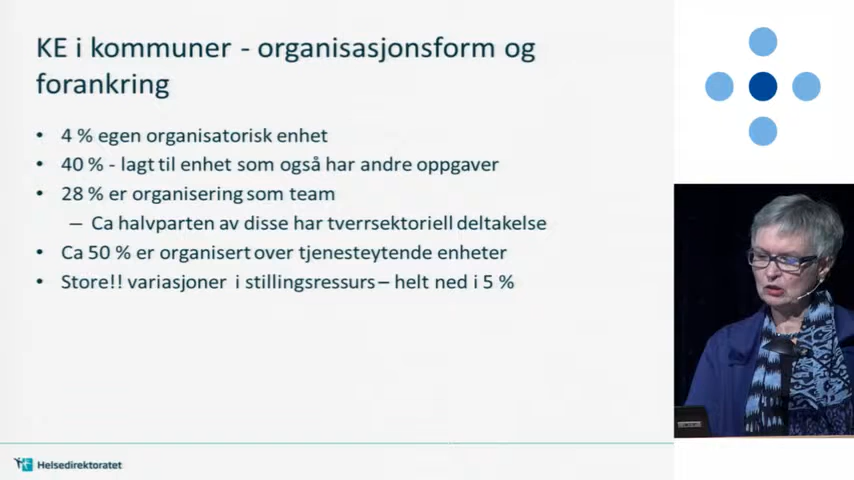 KE i kommuner - organisasjonsform og
forankring
• 4 % egen organisatorisk enhet
• 40 % - lagt til enhet som også har andre oppgaver
• 28 % er organisering som team
– Ca halvparten av disse har tverrsektoriell deltakelse
• Ca 50 % er organisert over tjenesteytende enheter
• Store!! variasjoner i stillingsressurs – helt ned i 5 %
Helsedirektoratet